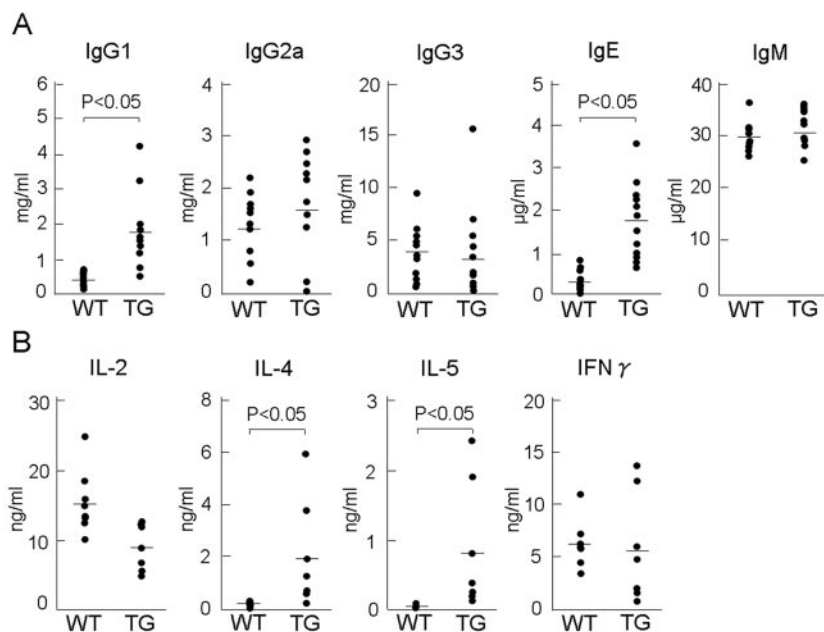 A
IgG1
IgG2a
IgG3
IgE
IgM
6
5
4
3
2
1
0
mg/ml
P<0.05
WT TG
4
3
2
1
0
mg/ml
WT TG
20
15
10
5
0
mg/ml
WT TG
5
4
3
2
1
0
µg/ml
P<0.05
WT TG
40
30
20
10
0
µg/ml
WT TG
B
IL-2
IL-4
IL-5
IFN γ
30
20
10
0
ng/ml
WT TG
8
6
4
2
0
ng/ml
P<0.05
WT TG
3
2
1
0
ng/ml
P<0.05
WT TG
20
15
10
5
0
ng/ml
WT TG